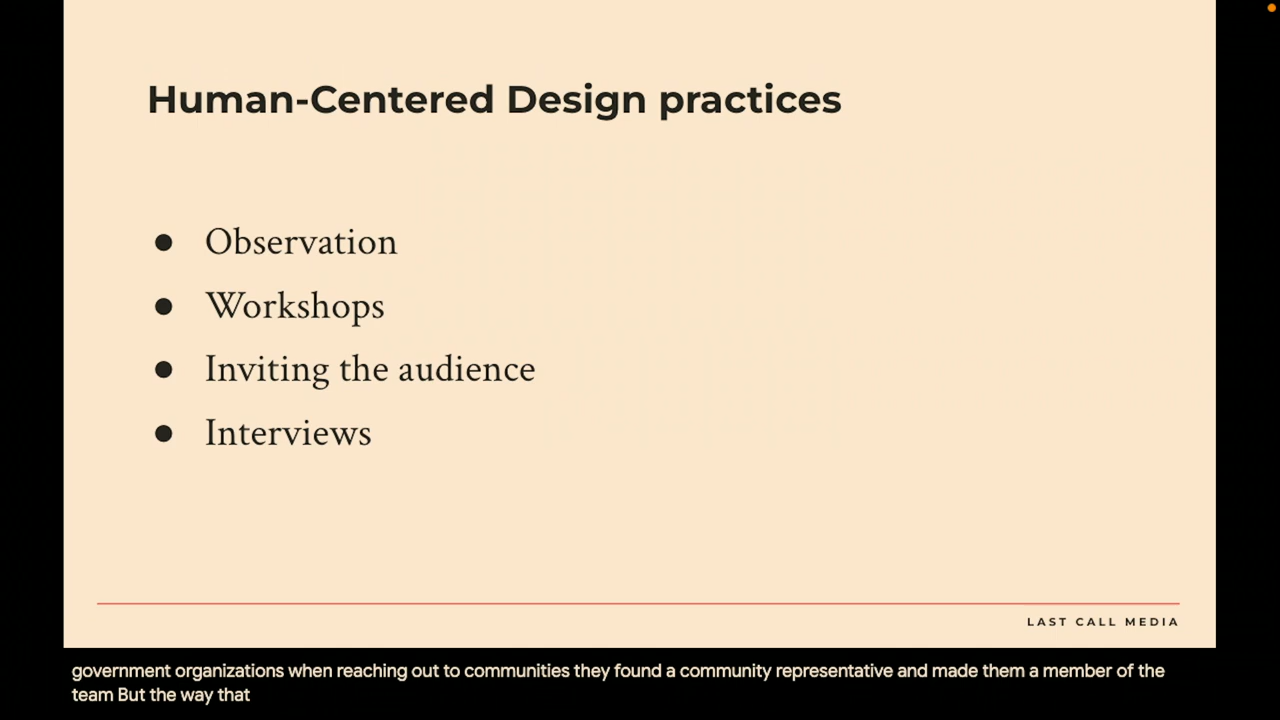 Human-Centered Design practices
● Observation
● Workshops
● Inviting the audience
● Interviews
LAST CALL MEDIA
government organizations when reaching out to communities they found a community representative and made them a member of the
team But the way that